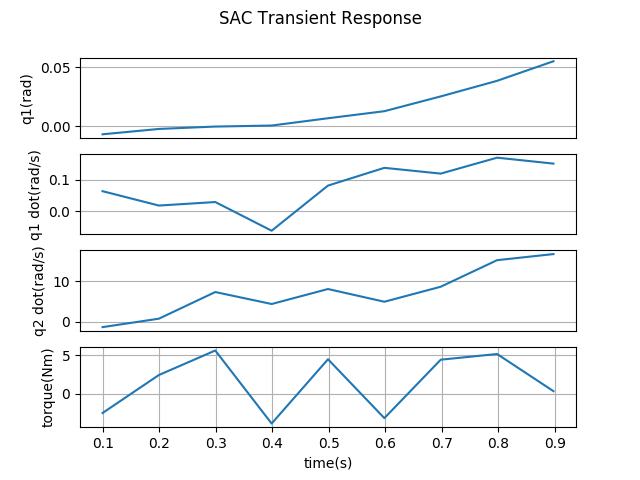 SAC Transient Response
q1(rad)
0.05
0.00
q1 dot(rad/s)
0.1
0.0
q2 dot(rad/s)
10
0
torque(Nm)
5
0
0.1 0.2 0.3 0.4 0.5 0.6 0.7 0.8 0.9
time(s)